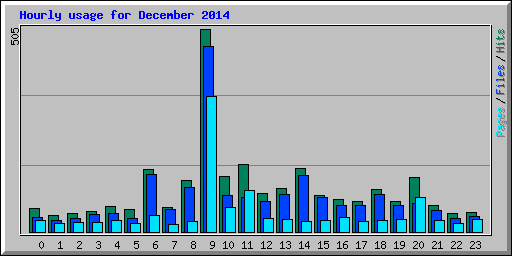 Hourly usage for December 2014
505
Pages/Files/Hits
0 1 2 3 4 5 6 7 8 9 10 11 12 13 14 15 16 17 18 19 20 21 22 23